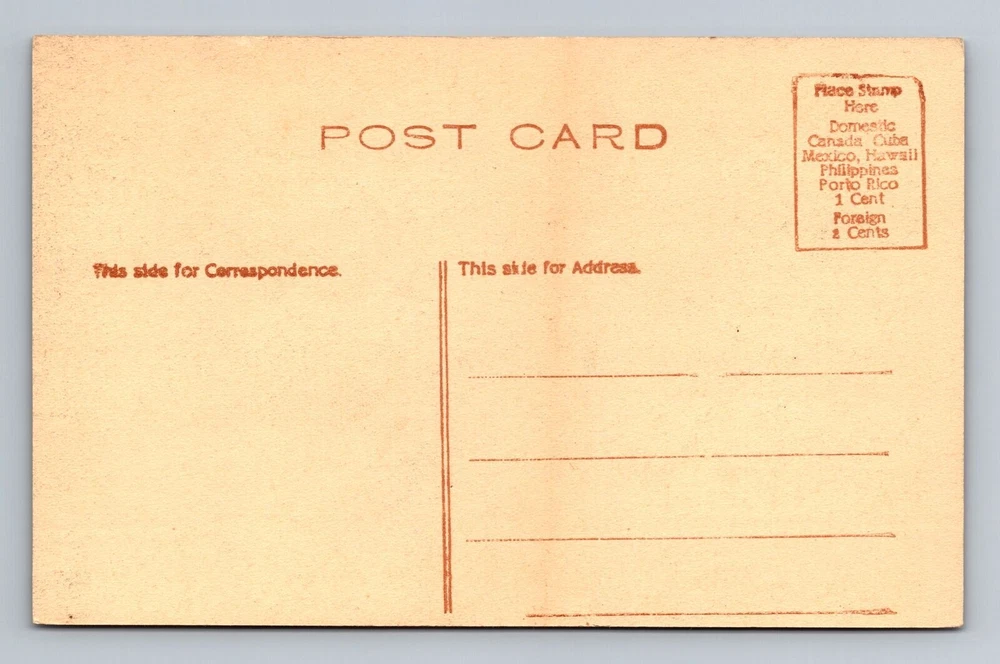 POST CARD
Place Stamp
Here
Domestic
Canada Cuba
Mexico, Hawaii
Philippines
Porto Rico
1 Cent
Foreign
2 Cents
This side for Correspondence.
This side for Address.